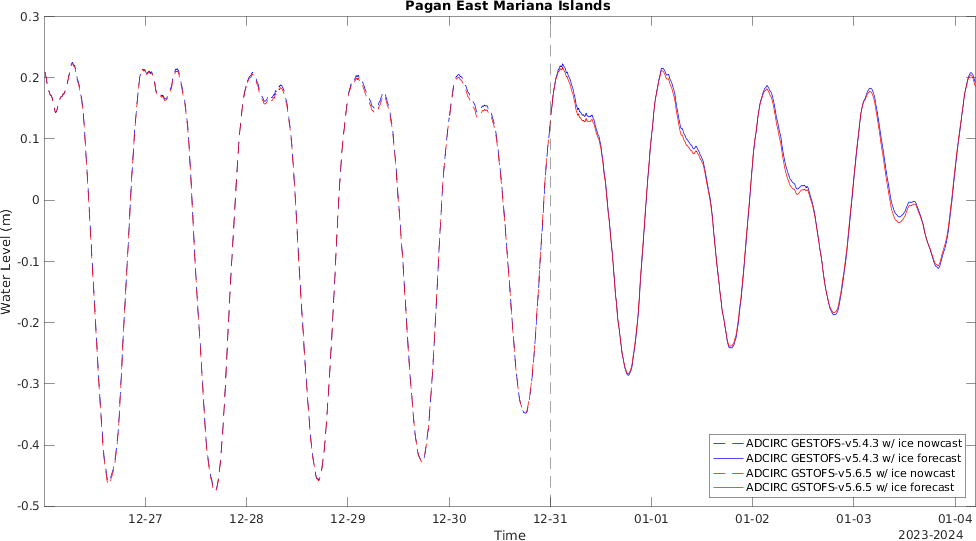 Pagan East Mariana Islands
0.3
0.2
0.1
0
-0.1
-0.2
-0.3
-0.4
-0.5
Water Level (m)
ADCIRC GESTOFS-v5.4.3 w/ ice nowcast
ADCIRC GESTOFS-v5.4.3 w/ ice forecast
ADCIRC GSTOFS-v5.6.5 w/ ice nowcast
ADCIRC GSTOFS-v5.6.5 w/ ice forecast
12-27 12-28 12-29 12-30 12-31 01-01 01-02 01-03 01-04
Time
2023-2024